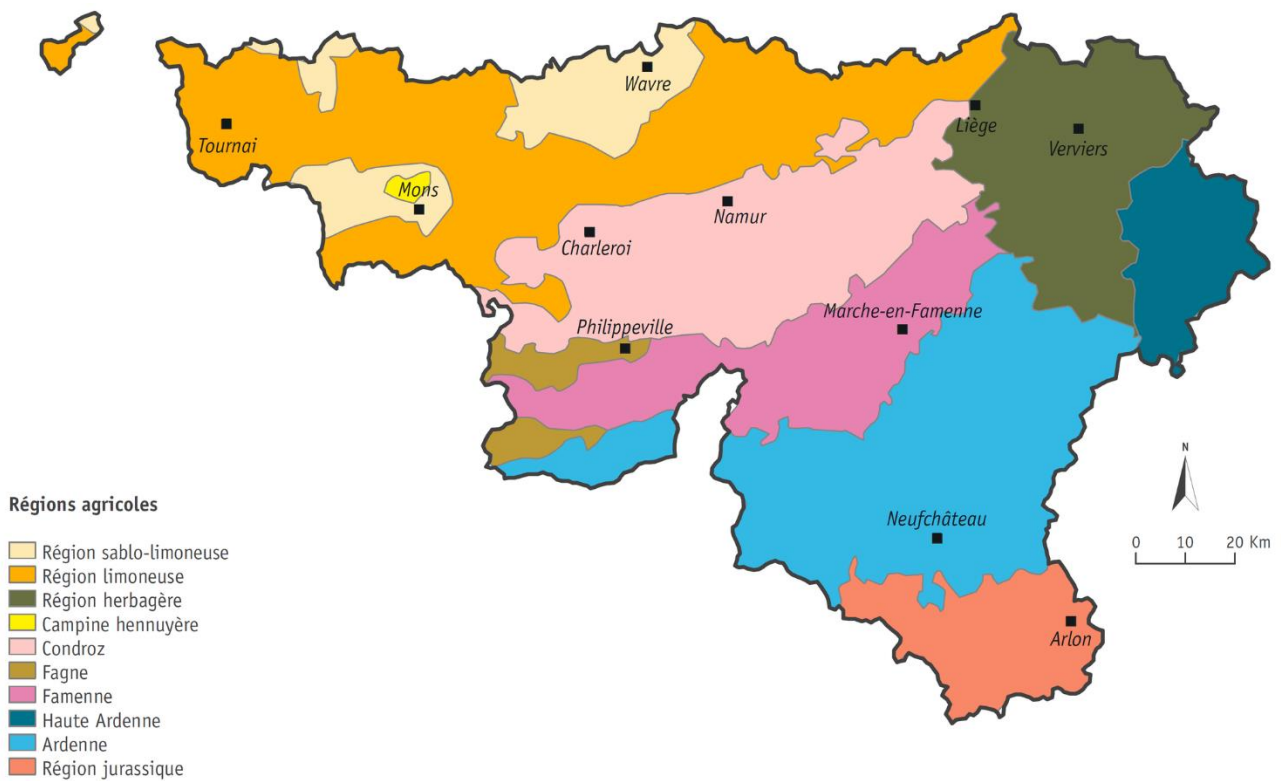 Wavre
Tournai
Liège
Verviers
Mons
Namur
Charleroi
Philippeville
Marche-en-Famenne
Neufchâteau
Arlon
N
0 10 20 Km
Régions agricoles
Région sablo-limoneuse
Région limoneuse
Région herbagère
Campine hennuyère
Condroz
Fagne
Famenne
Haute Ardenne
Ardenne
Région jurassique